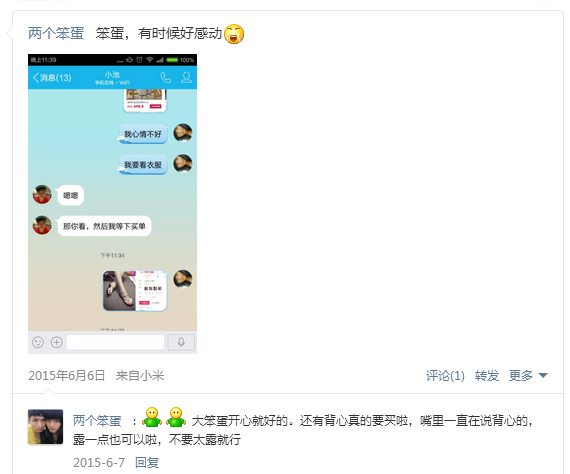 两个笨蛋 笨蛋，有时候好感动
晚上11:39 100%
消息(13) 小池
手机在线 - WiFi
我心情不好
我要看衣服
嗯嗯
那你看，然后我等下买单
下午11:34
2015年6月6日 来自小米 评论(1) 转发 更多
两个笨蛋 ： 大笨蛋开心就好的。还有背心真的要买啦，嘴里一直在说背心的，
露一点也可以啦，不要太露就行
2015-6-7 回复